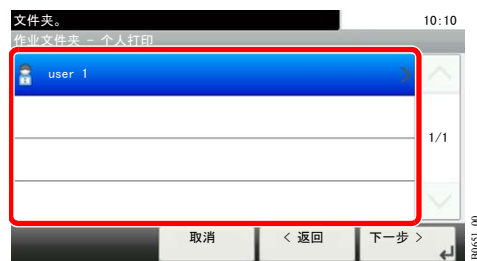 文件夹。
10:10
作业文件夹 - 个人打印
user 1
1/1
取消
< 返回
下一步 >
B0651_00